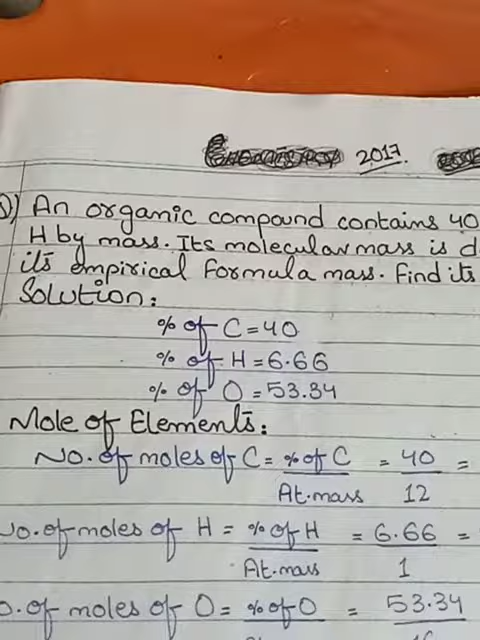 2017.
An organic compound contains 40
H by mass. Its molecular mass is d
its empirical formula mass. Find its
Solution:
% of C = 40
% of H = 6.66
% of O = 53.34
Mole of Elements:
No. of moles of C = % of C = 40 =
At. mass 12
No. of moles of H = % of H = 6.66 =
At. mass 1
o. of moles of O = % of O = 53.34